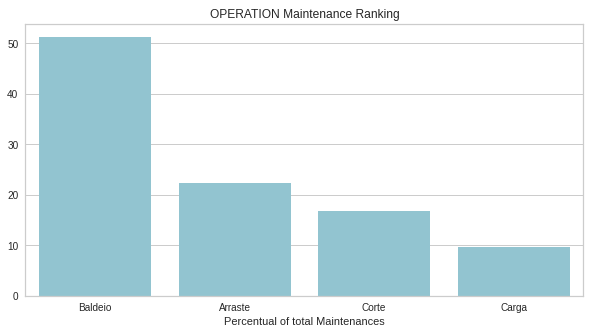 OPERATION Maintenance Ranking
50
40
30
20
10
0
Baldeio Arraste Corte Carga
Percentual of total Maintenances